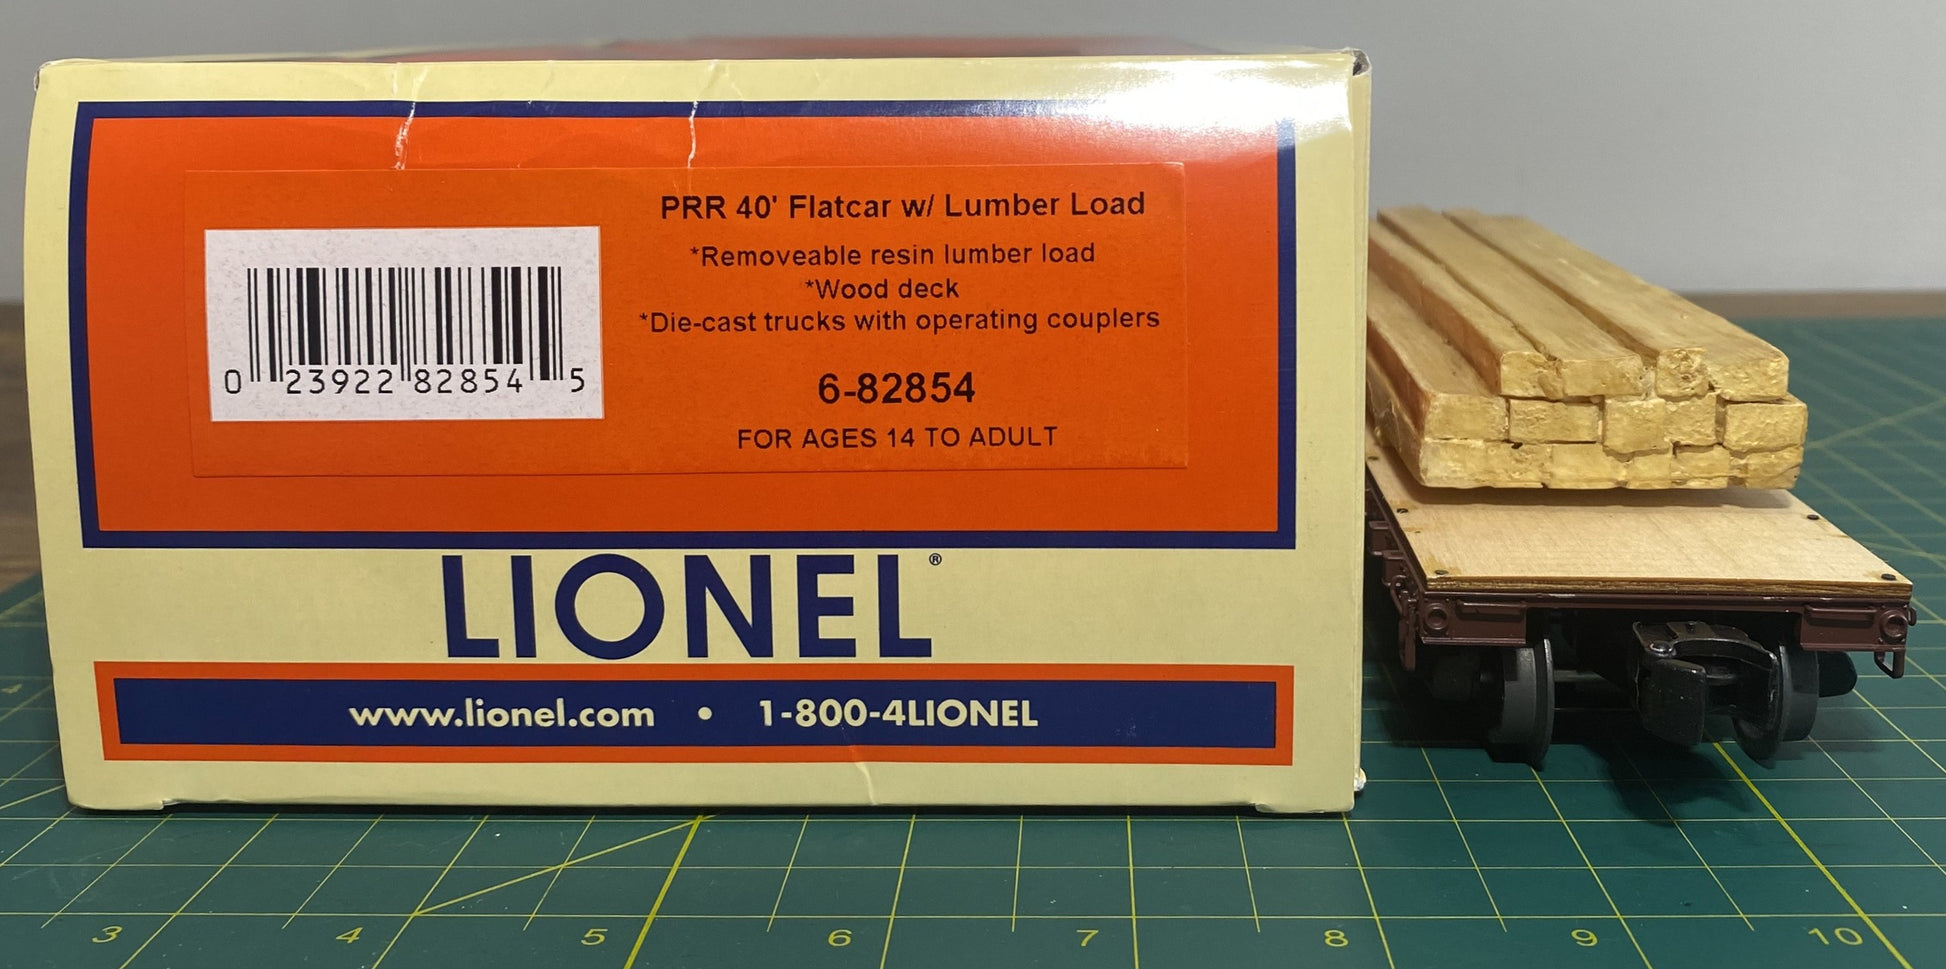 PRR 40' Flatcar w/ Lumber Load
*Removeable resin lumber load
*Wood deck
*Die-cast trucks with operating couplers
0 23922 82854 5
6-82854
FOR AGES 14 TO ADULT
LIONEL®
www.lionel.com • 1-800-4LIONEL
4
3 4 5 6 7 8 9 10